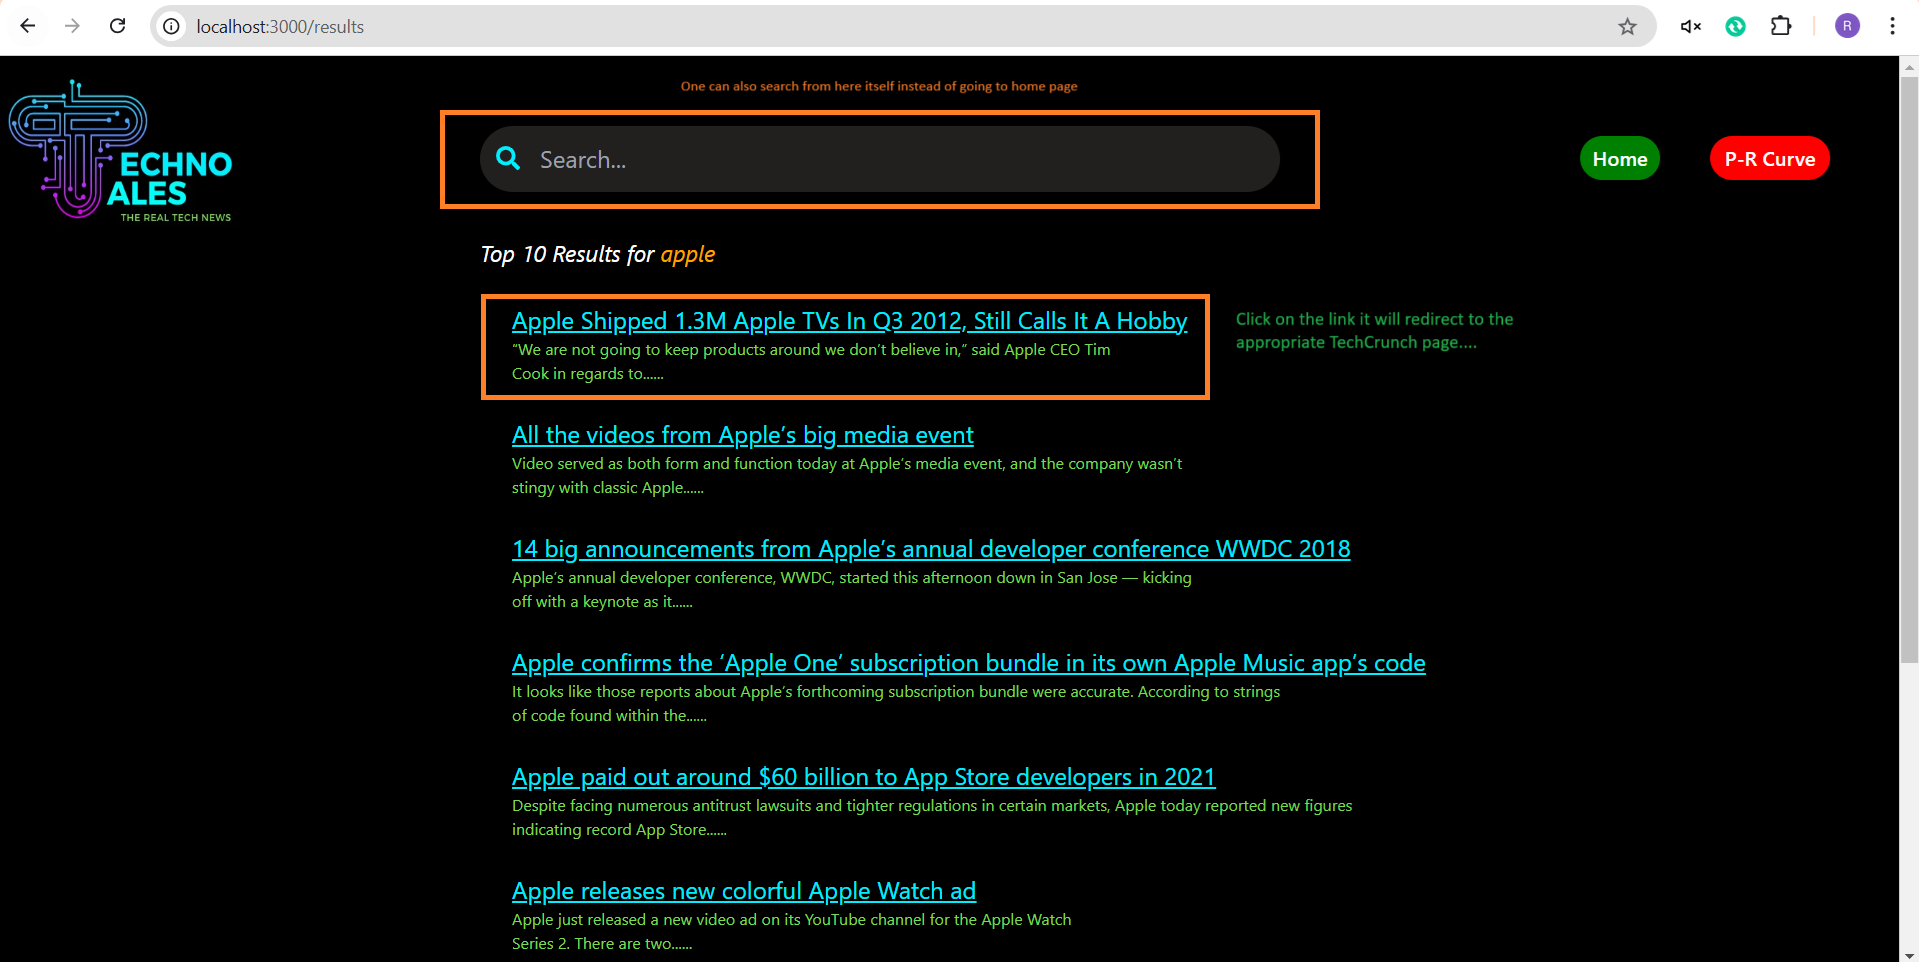 localhost:3000/results
R
One can also search from here itself instead of going to home page
ECHNO
ALES
THE REAL TECH NEWS
Search...
Home
P-R Curve
Top 10 Results for apple
Apple Shipped 1.3M Apple TVs In Q3 2012, Still Calls It A Hobby
“We are not going to keep products around we don’t believe in,“ said Apple CEO Tim
Cook in regards to......
Click on the link it will redirect to the
appropriate TechCrunch page....
All the videos from Apple’s big media event
Video served as both form and function today at Apple’s media event, and the company wasn’t
stingy with classic Apple......
14 big announcements from Apple’s annual developer conference WWDC 2018
Apple’s annual developer conference, WWDC, started this afternoon down in San Jose — kicking
off with a keynote as it......
Apple confirms the ‘Apple One’ subscription bundle in its own Apple Music app’s code
It looks like those reports about Apple’s forthcoming subscription bundle were accurate. According to strings
of code found within the......
Apple paid out around $60 billion to App Store developers in 2021
Despite facing numerous antitrust lawsuits and tighter regulations in certain markets, Apple today reported new figures
indicating record App Store......
Apple releases new colorful Apple Watch ad
Apple just released a new video ad on its YouTube channel for the Apple Watch
Series 2. There are two......